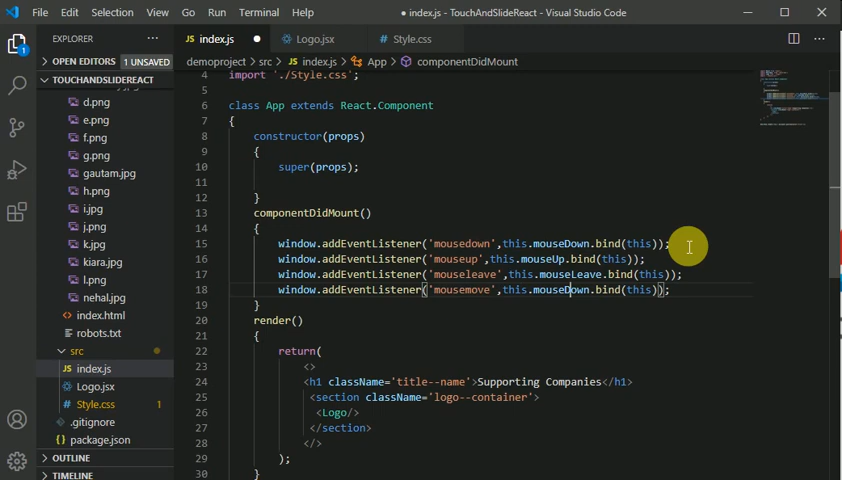 File Edit Selection View Go Run Terminal Help ● index.js - TouchAndSlideReact - Visual Studio Code
EXPLORER ··· JS index.js ● Logo.jsx # Style.css ···
OPEN EDITORS 1 UNSAVED demoproject > src > JS index.js > App > componentDidMount
TOUCHANDSLIDEREACT
d.png
e.png
f.png
g.png
gautam.jpg
h.png
i.jpg
j.png
k.jpg
kiara.jpg
l.png
nehal.jpg
<> index.html
robots.txt
src
JS index.js
Logo.jsx
# Style.css 1
.gitignore
{} package.json
OUTLINE
TIMELINE
1
4 import './Style.css';
5
6 class App extends React.Component
7 {
8 constructor(props)
9 {
10 super(props);
11
12 }
13 componentDidMount()
14 {
15 window.addEventListener('mousedown',this.mouseDown.bind(this));
16 window.addEventListener('mouseup',this.mouseUp.bind(this));
17 window.addEventListener('mouseleave',this.mouseLeave.bind(this));
18 window.addEventListener('mousemove',this.mouseDown.bind(this));
19 }
20 render()
21 {
22 return(
23 <>
24 <h1 className='title--name'>Supporting Companies</h1>
25 <section className='logo--container'>
26 <Logo/>
27 </section>
28 </>
29 );
30 }